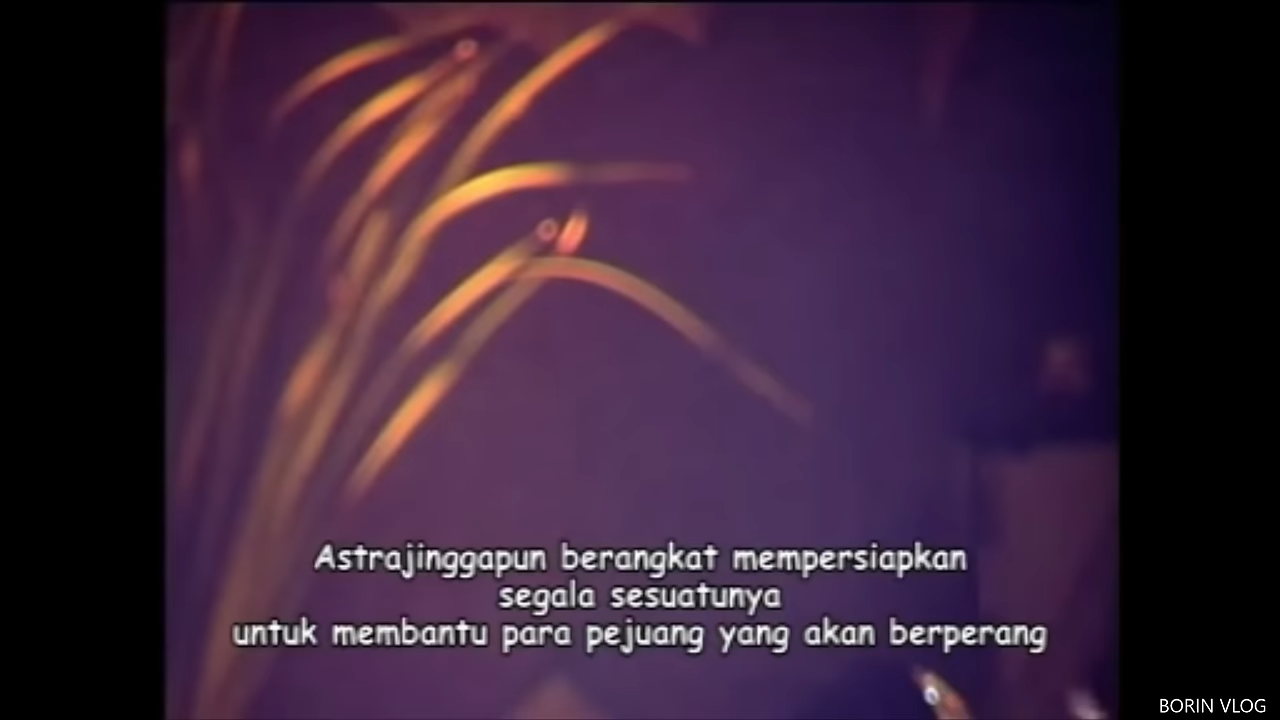 Astrajinggapun berangkat mempersiapkan
segala sesuatunya
untuk membantu para pejuang yang akan berperang
BORIN VLOG